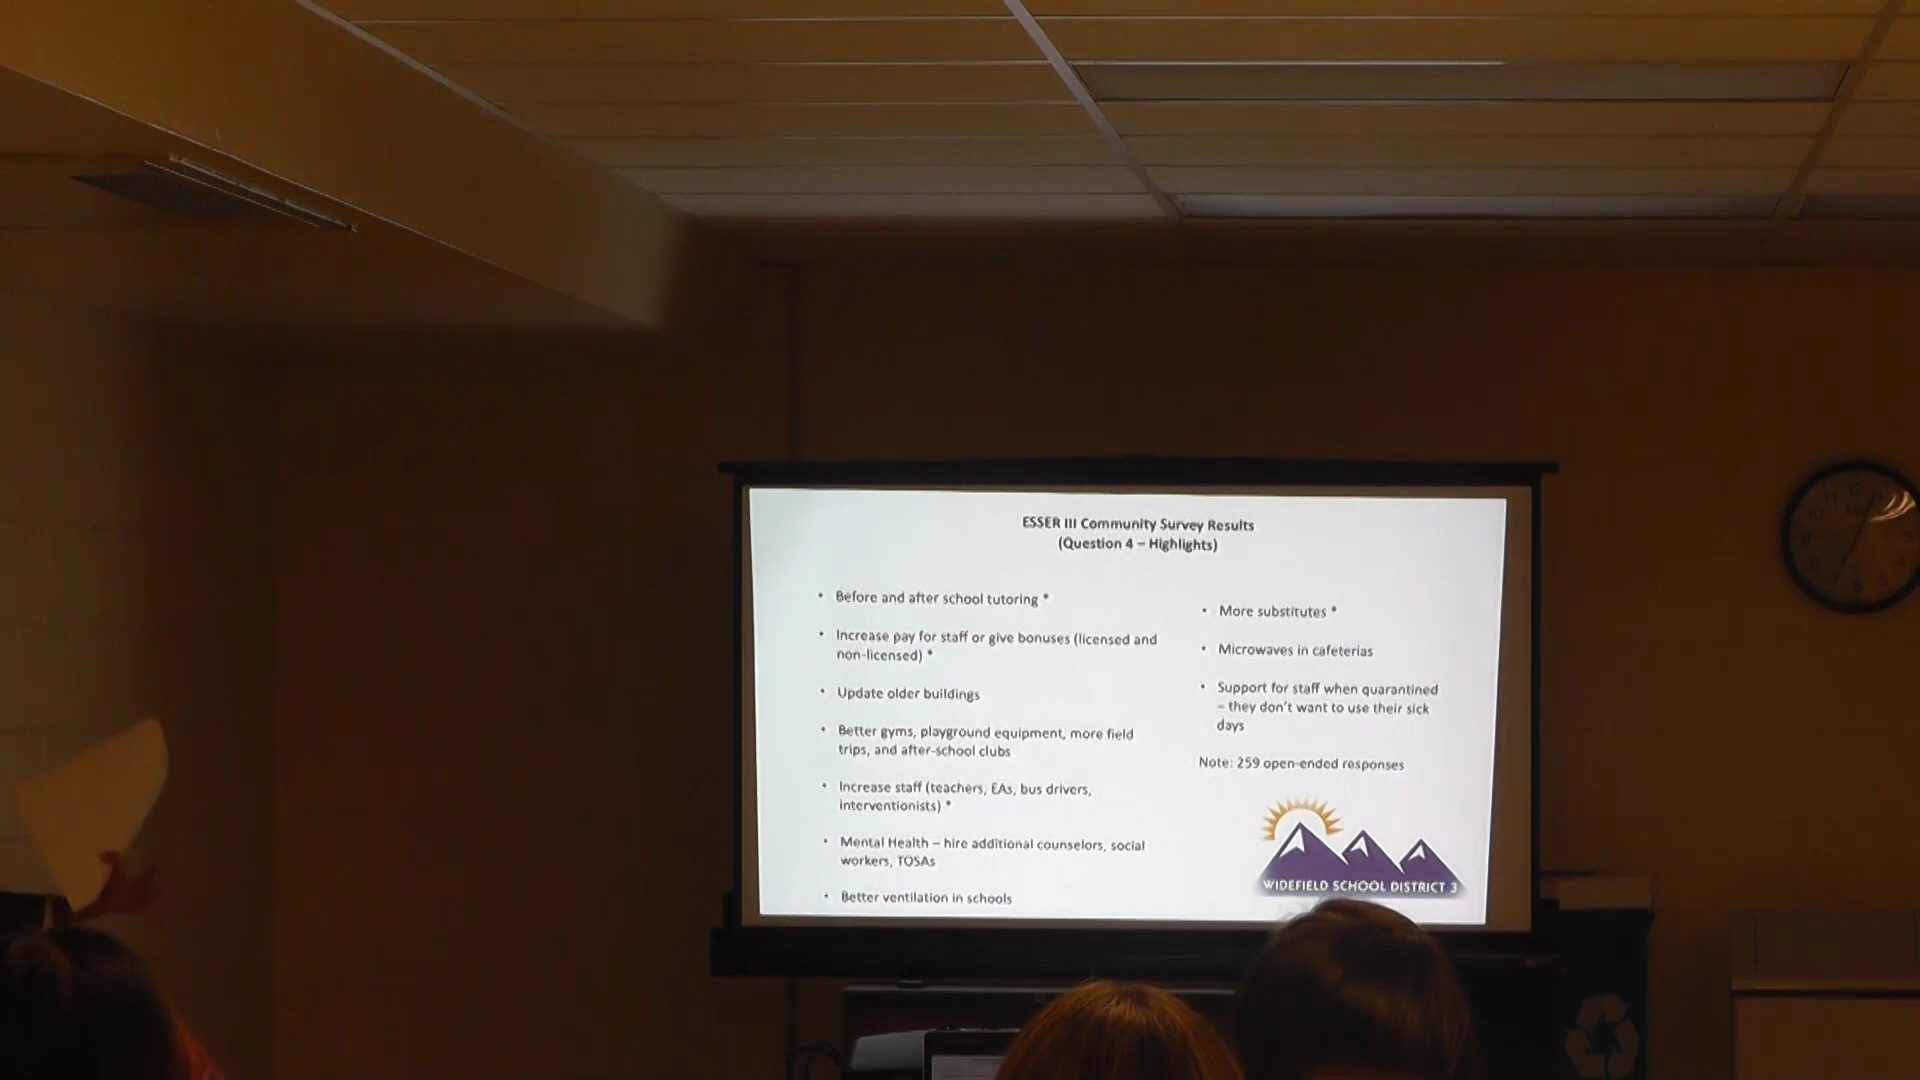 ESSER III Community Survey Results
(Question 4 – Highlights)
• Before and after school tutoring *
• Increase pay for staff or give bonuses (licensed and
non-licensed) *
• Update older buildings
• Better gyms, playground equipment, more field
trips, and after-school clubs
• Increase staff (teachers, EAs, bus drivers,
interventionists) *
• Mental Health – hire additional counselors, social
workers, TOSAs
• Better ventilation in schools
• More substitutes *
• Microwaves in cafeterias
• Support for staff when quarantined
– they don't want to use their sick
days
Note: 259 open-ended responses
WIDEFIELD SCHOOL DISTRICT 3